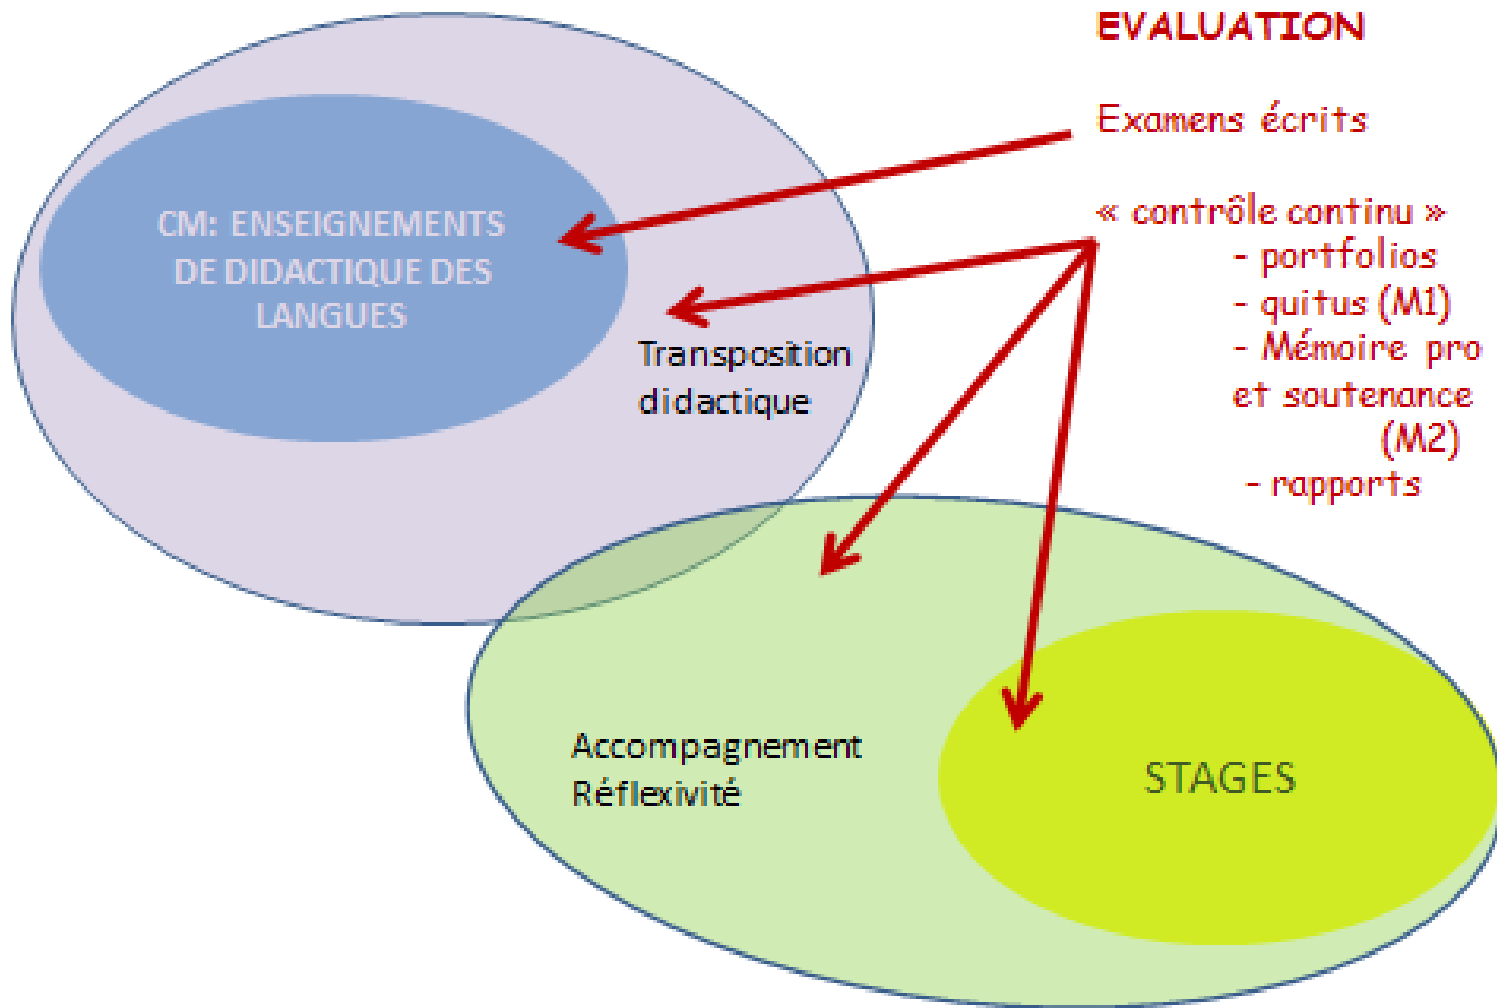 EVALUATION
Examens écrits
« contrôle continu »
- portfolios
- quitus (M1)
- Mémoire pro
et soutenance
(M2)
- rapports
CM: ENSEIGNEMENTS
DE DIDACTIQUE DES
LANGUES
Transposition
didactique
Accompagnement
Réflexivité
STAGES